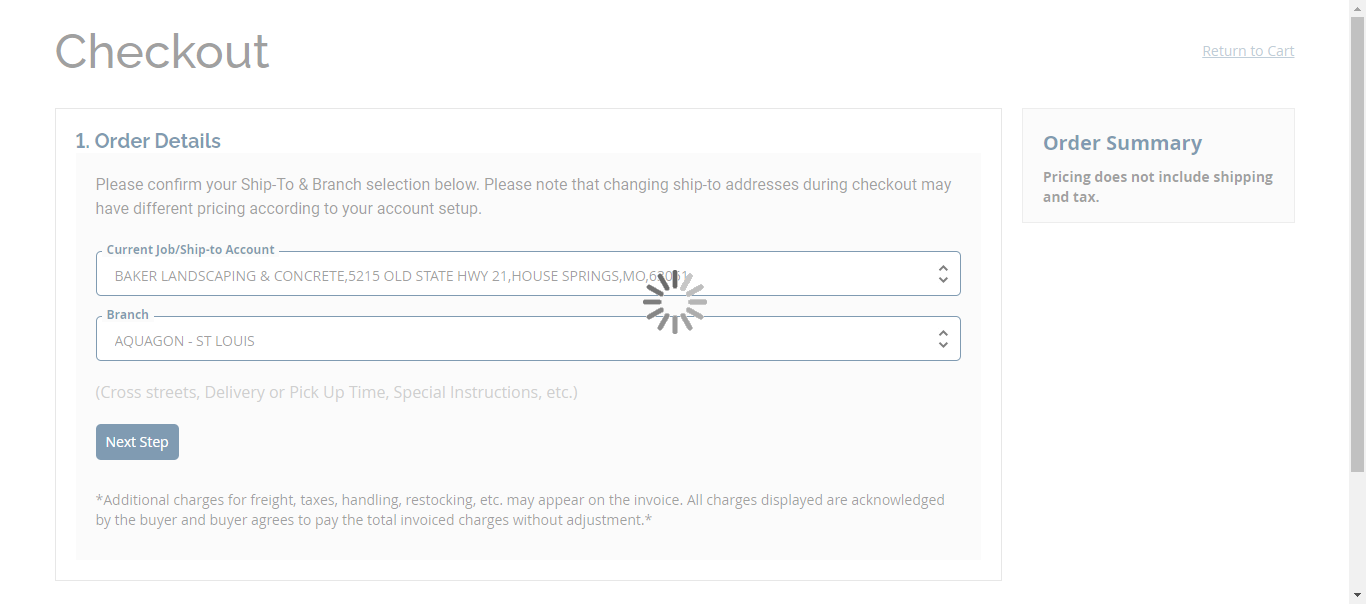 Checkout
Return to Cart
1. Order Details
Please confirm your Ship-To & Branch selection below. Please note that changing ship-to addresses during checkout may
have different pricing according to your account setup.
Current Job/Ship-to Account
BAKER LANDSCAPING & CONCRETE,5215 OLD STATE HWY 21,HOUSE SPRINGS,MO,
Branch
AQUAGON - ST LOUIS
(Cross streets, Delivery or Pick Up Time, Special Instructions, etc.)
Next Step
*Additional charges for freight, taxes, handling, restocking, etc. may appear on the invoice. All charges displayed are acknowledged
by the buyer and buyer agrees to pay the total invoiced charges without adjustment.*
Order Summary
Pricing does not include shipping
and tax.